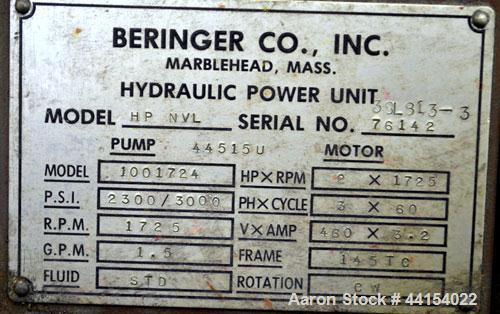 BERINGER CO., INC.
MARBLEHEAD, MASS.
HYDRAULIC POWER UNIT
MODEL HP NVL SERIAL NO. 76142
PUMP 44515U MOTOR
MODEL 1001724 HP×RPM 2 × 1725
P.S.I. 2300/3000 PH×CYCLE 3 × 60
R.P.M. 1725 V×AMP 460 × 3.2
G.P.M. 1.5 FRAME 145TC
FLUID STD ROTATION CW
Aaron Stock # 44154022